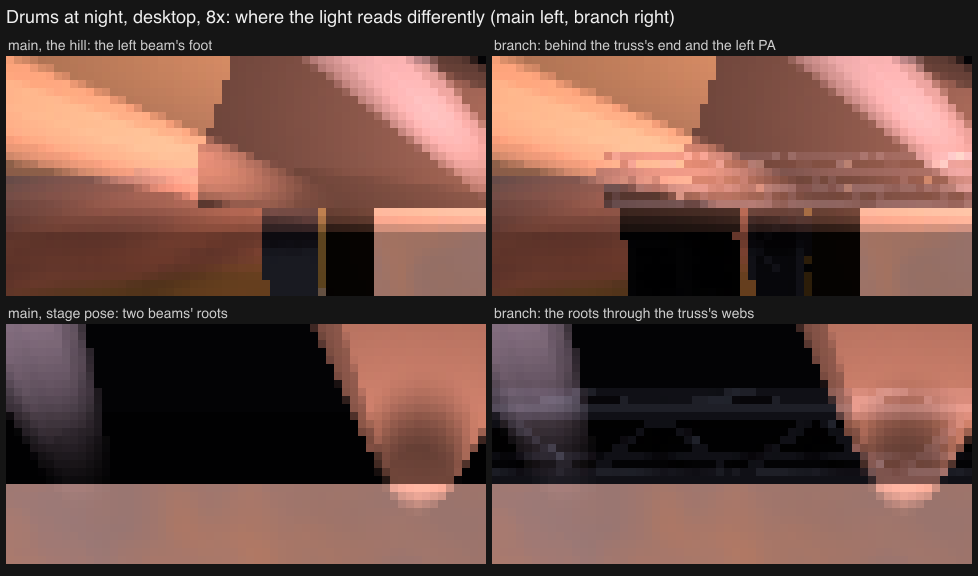 Drums at night, desktop, 8x: where the light reads differently (main left, branch right)
main, the hill: the left beam's foot
branch: behind the truss's end and the left PA
main, stage pose: two beams' roots
branch: the roots through the truss's webs